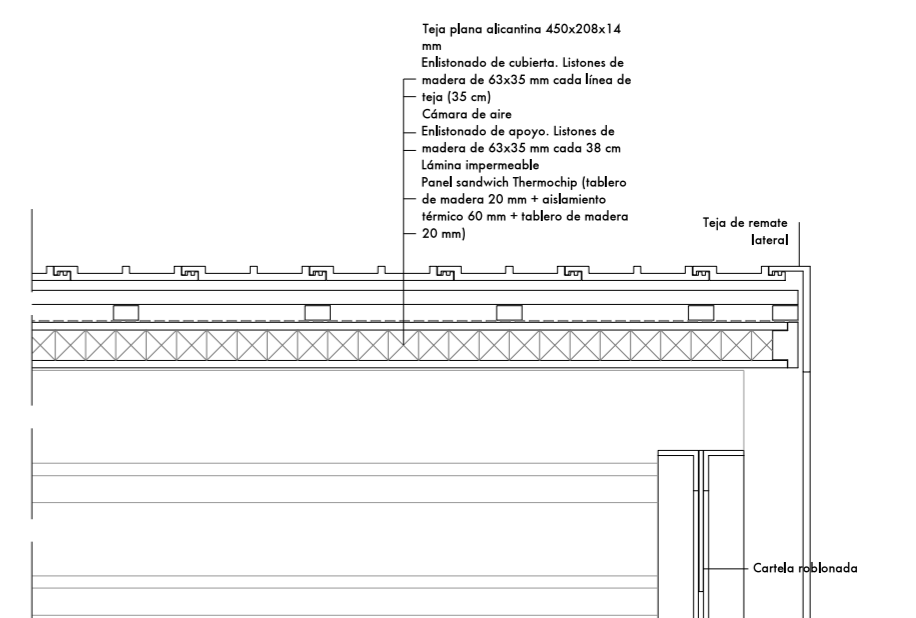 Teja plana alicantina 450x208x14
mm
Enlistonado de cubierta. Listones de
madera de 63x35 mm cada línea de
teja (35 cm)
Cámara de aire
Enlistonado de apoyo. Listones de
madera de 63x35 mm cada 38 cm
Lámina impermeable
Panel sandwich Thermochip (tablero
de madera 20 mm + aislamiento
térmico 60 mm + tablero de madera
20 mm)
Teja de remate
lateral
Cartela roblonada